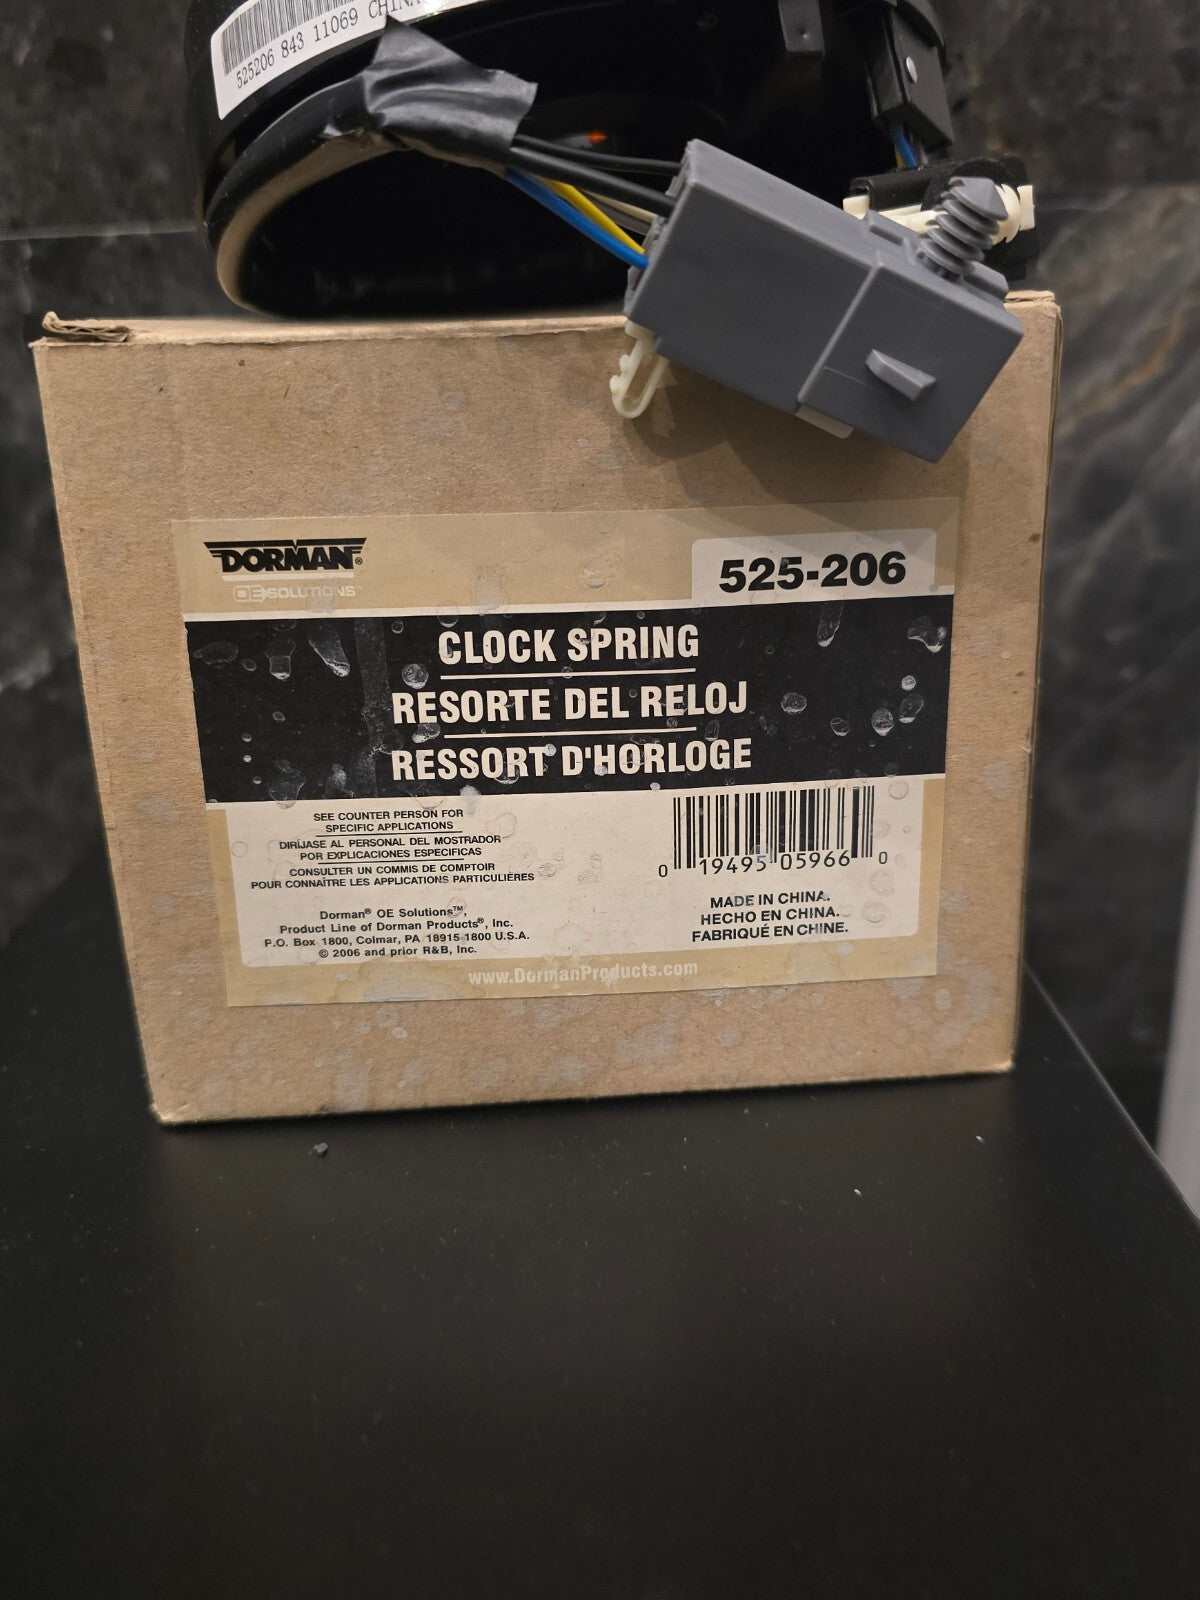 525206 843 11069 CHINA
DORMAN®
OE SOLUTIONS™
525-206
CLOCK SPRING
RESORTE DEL RELOJ
RESSORT D'HORLOGE
SEE COUNTER PERSON FOR
SPECIFIC APPLICATIONS
DIRÍJASE AL PERSONAL DEL MOSTRADOR
POR EXPLICACIONES ESPECIFICAS
CONSULTER UN COMMIS DE COMPTOIR
POUR CONNAÎTRE LES APPLICATIONS PARTICULIÈRES
Dorman® OE Solutions™,
Product Line of Dorman Products®, Inc.
P.O. Box 1800, Colmar, PA 18915-1800 U.S.A.
© 2006 and prior R&B, Inc.
0 19495 05966 0
MADE IN CHINA.
HECHO EN CHINA.
FABRIQUÉ EN CHINE.
www.DormanProducts.com